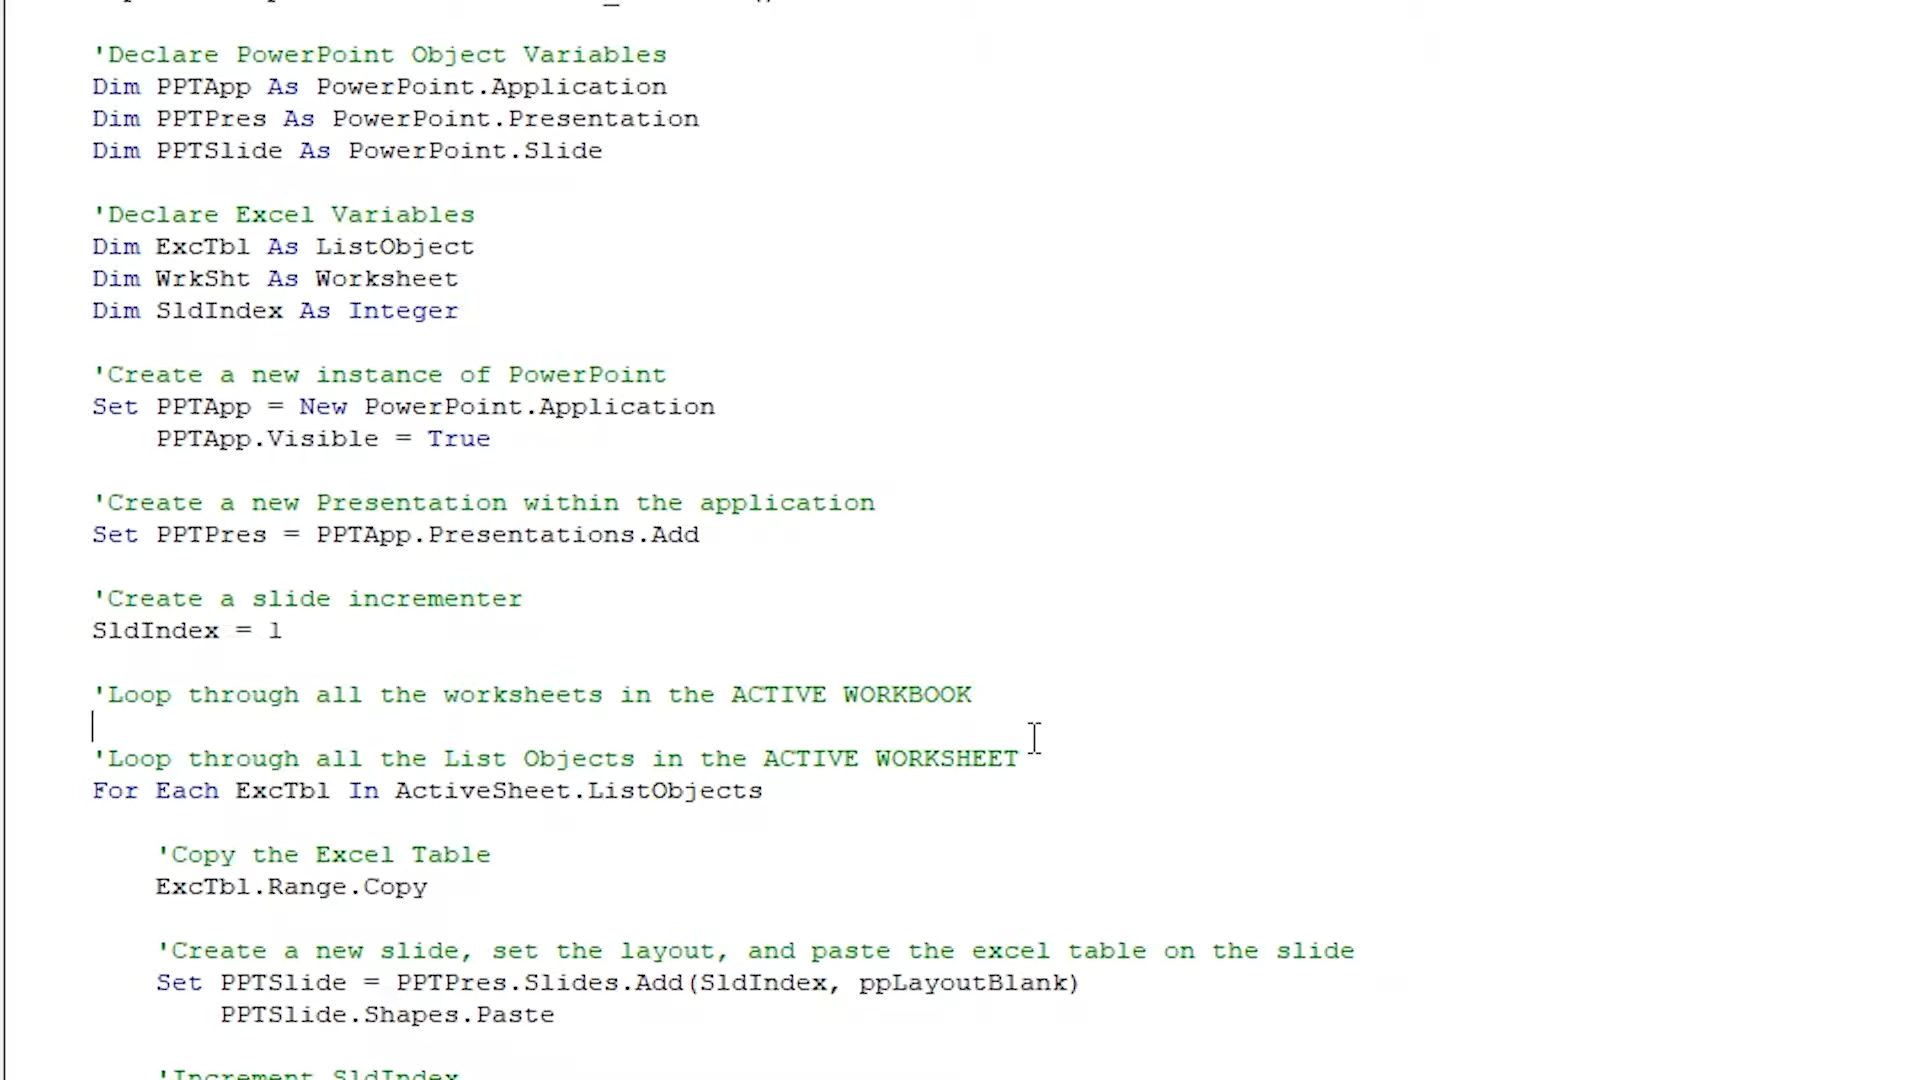 'Declare PowerPoint Object Variables
Dim PPTApp As PowerPoint.Application
Dim PPTPres As PowerPoint.Presentation
Dim PPTSlide As PowerPoint.Slide
'Declare Excel Variables
Dim ExcTbl As ListObject
Dim WrkSht As Worksheet
Dim SldIndex As Integer
'Create a new instance of PowerPoint
Set PPTApp = New PowerPoint.Application
PPTApp.Visible = True
'Create a new Presentation within the application
Set PPTPres = PPTApp.Presentations.Add
'Create a slide incrementer
SldIndex = 1
'Loop through all the worksheets in the ACTIVE WORKBOOK
'Loop through all the List Objects in the ACTIVE WORKSHEET
For Each ExcTbl In ActiveSheet.ListObjects
'Copy the Excel Table
ExcTbl.Range.Copy
'Create a new slide, set the layout, and paste the excel table on the slide
Set PPTSlide = PPTPres.Slides.Add(SldIndex, ppLayoutBlank)
PPTSlide.Shapes.Paste
'Increment SldIndex